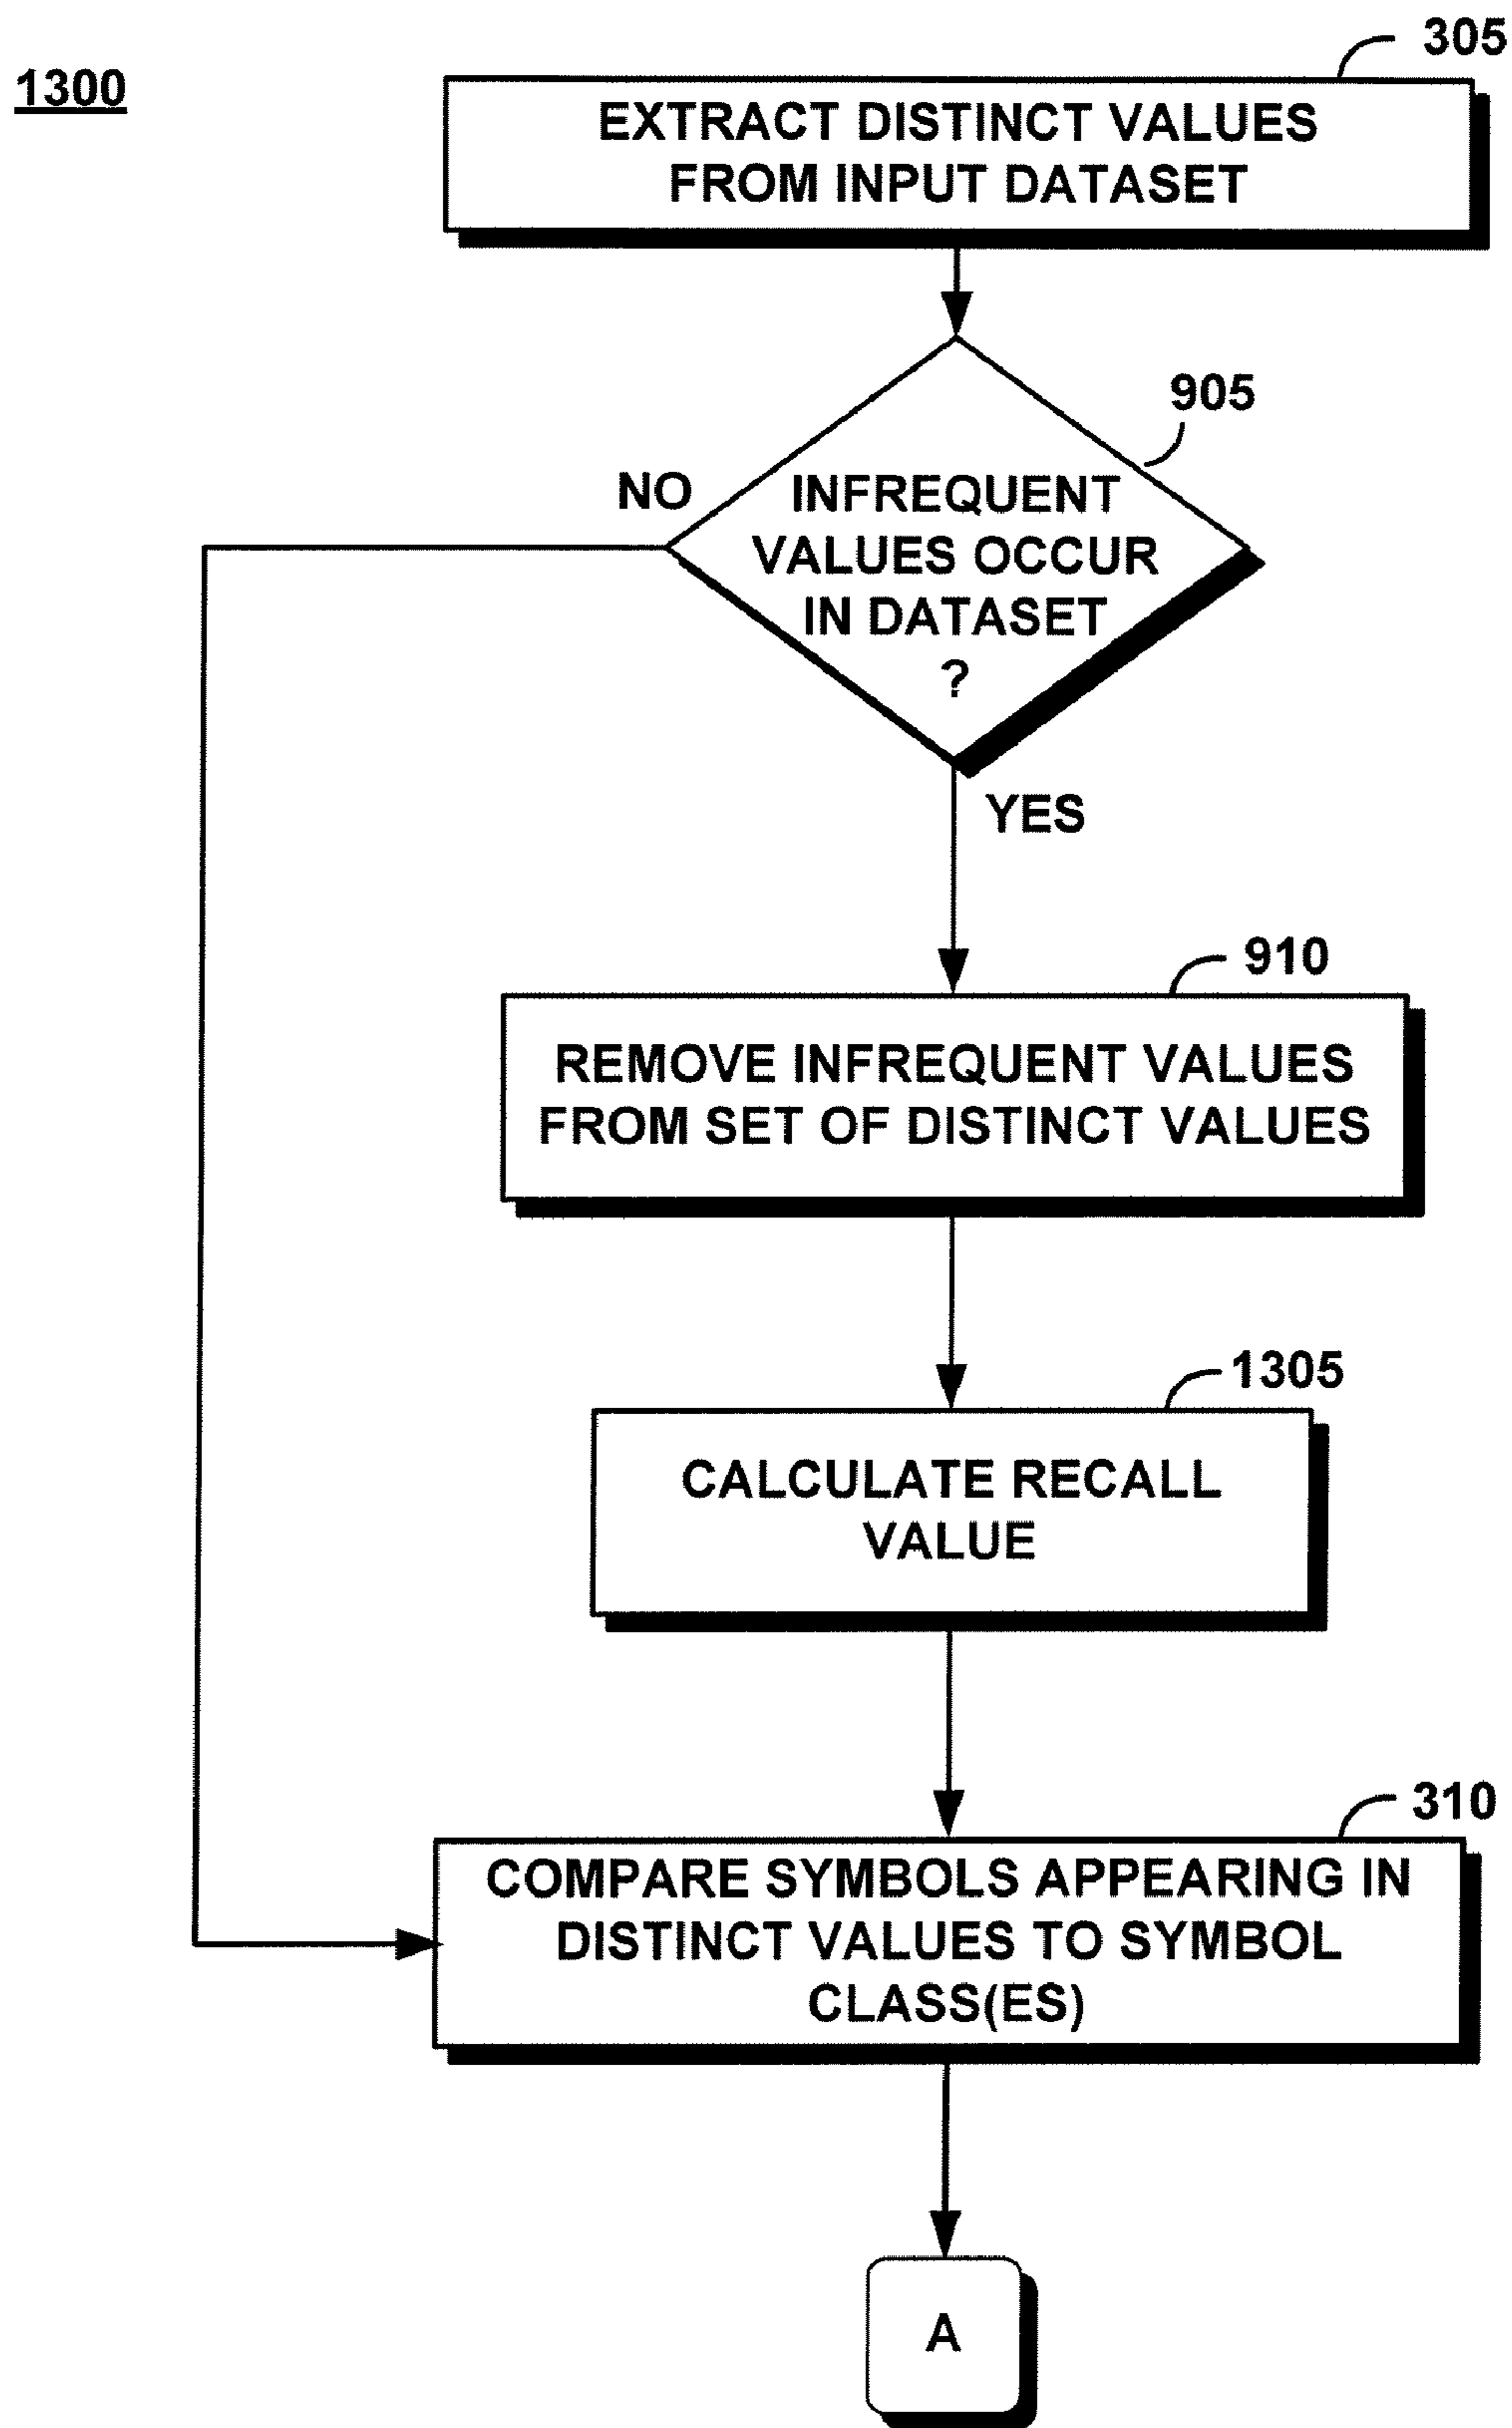 1300
305
EXTRACT DISTINCT VALUES
FROM INPUT DATASET
905
NO
INFREQUENT
VALUES OCCUR
IN DATASET
?
YES
910
REMOVE INFREQUENT VALUES
FROM SET OF DISTINCT VALUES
1305
CALCULATE RECALL
VALUE
310
COMPARE SYMBOLS APPEARING IN
DISTINCT VALUES TO SYMBOL
CLASS(ES)
A